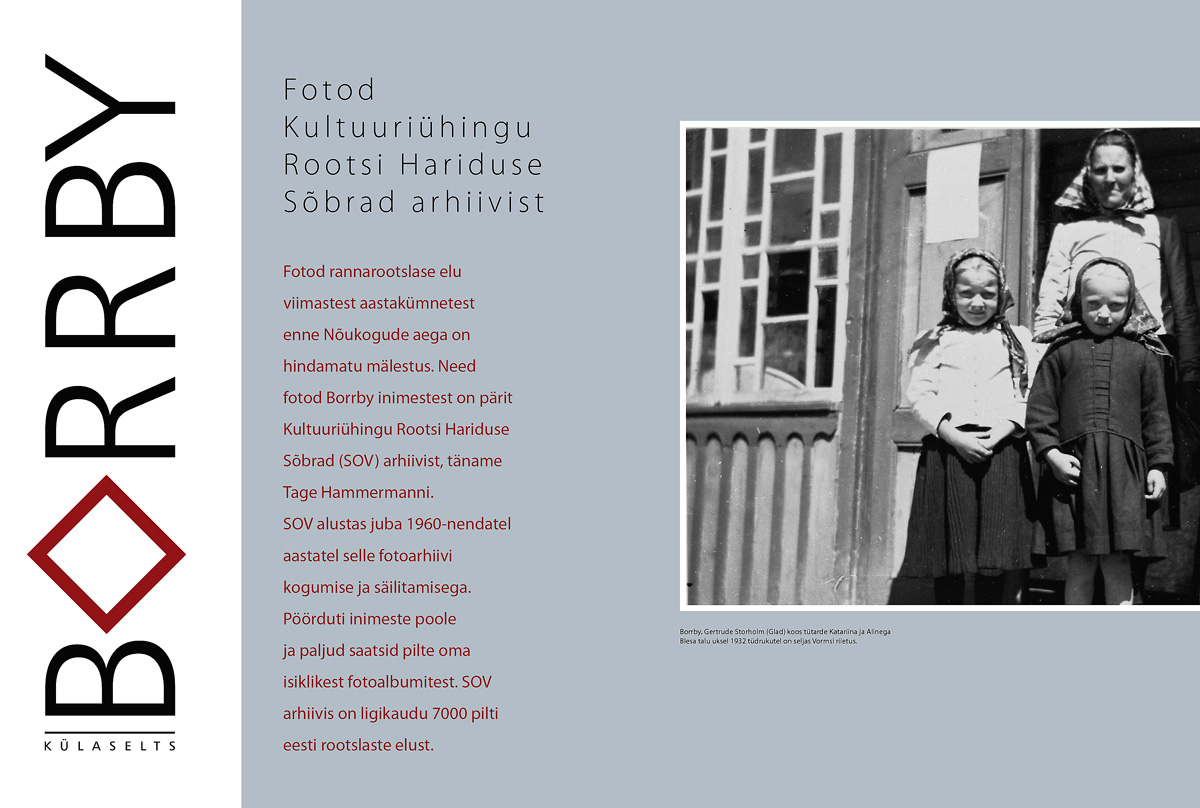 BORRBY
KÜLASELTS
Fotod
Kultuuriühingu
Rootsi Hariduse
Sõbrad arhiivist
Fotod rannarootslase elu
viimastest aastakümnetest
enne Nõukogude aega on
hindamatu mälestus. Need
fotod Borrby inimestest on pärit
Kultuuriühingu Rootsi Hariduse
Sõbrad (SOV) arhiivist, täname
Tage Hammermanni.
SOV alustas juba 1960-nendatel
aastatel selle fotoarhiivi
kogumise ja säilitamisega.
Pöörduti inimeste poole
ja paljud saatsid pilte oma
isiklikest fotoalbumitest. SOV
arhiivis on ligikaudu 7000 pilti
eesti rootslaste elust.
Borrby, Gertrude Storholm (Glad) koos tütarde Katariina ja Alinega
Blesa talu uksel 1932 tüdrukutel on seljas Vormsi riietus.